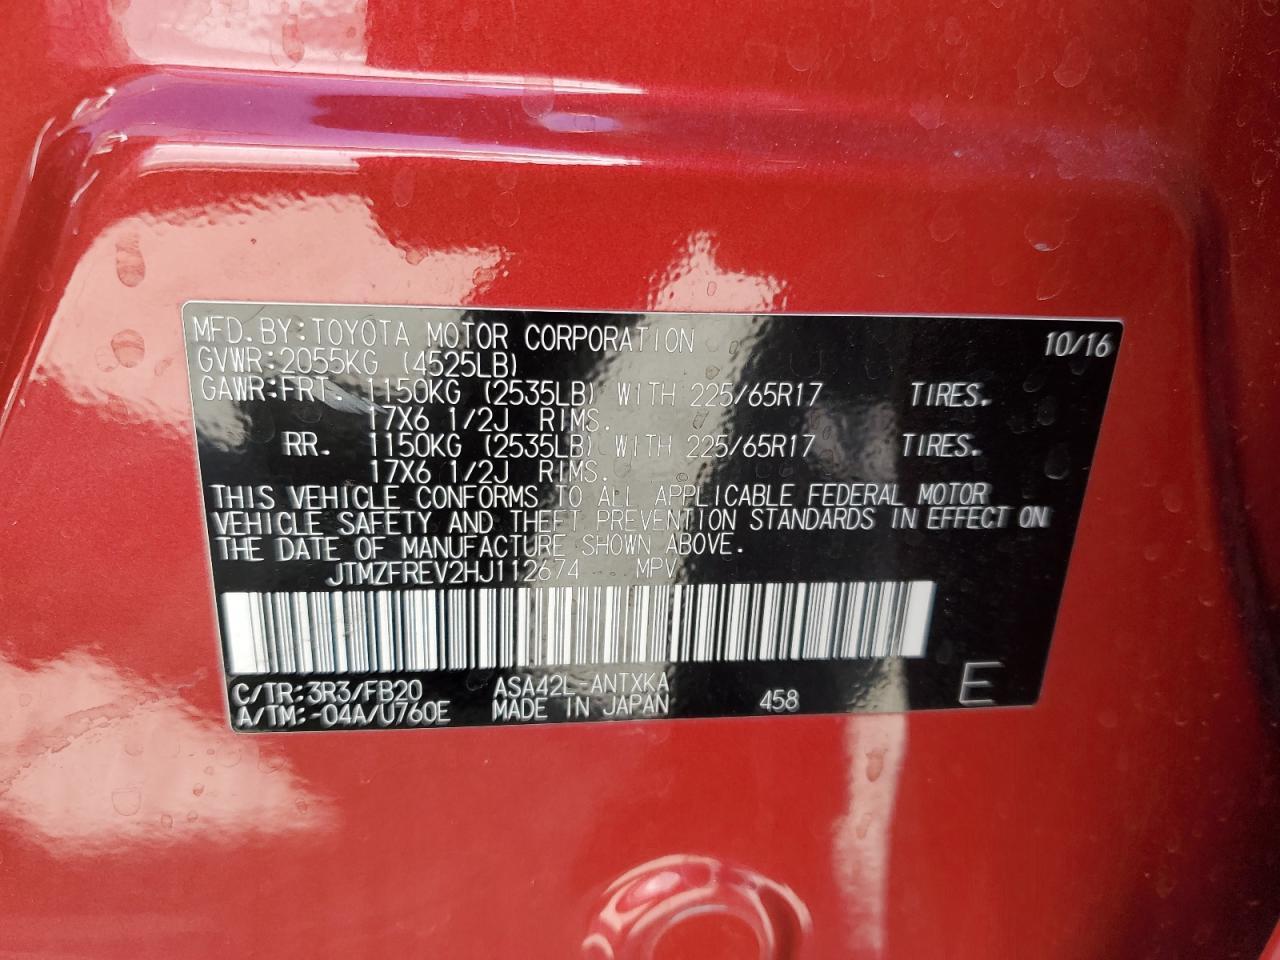 MFD.BY:TOYOTA MOTOR CORPORATION 10/16
GVWR:2055KG (4525LB)
GAWR:FRT. 1150KG (2535LB) WITH 225/65R17 TIRES.
17X6 1/2J RIMS.
RR. 1150KG (2535LB) WITH 225/65R17 TIRES.
17X6 1/2J RIMS.
THIS VEHICLE CONFORMS TO ALL APPLICABLE FEDERAL MOTOR
VEHICLE SAFETY AND THEFT PREVENTION STANDARDS IN EFFECT ON
THE DATE OF MANUFACTURE SHOWN ABOVE.
JTMZFREV2HJ112674 MPV
C/TR:3R3/FB20 ASA42L-ANTXKA
A/TM:-04A/U760E MADE IN JAPAN 458 E